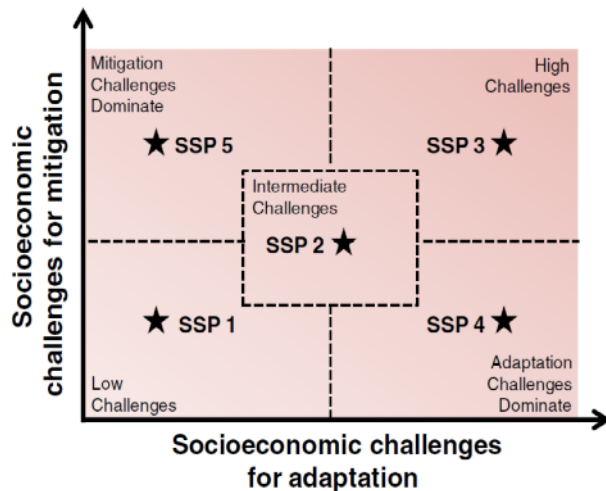 Mitigation
Challenges
Dominate
High
Challenges
SSP 5
SSP 3
Intermediate
Challenges
SSP 2
SSP 1
SSP 4
Low
Challenges
Adaptation
Challenges
Dominate
Socioeconomic
challenges for mitigation
Socioeconomic challenges
for adaptation